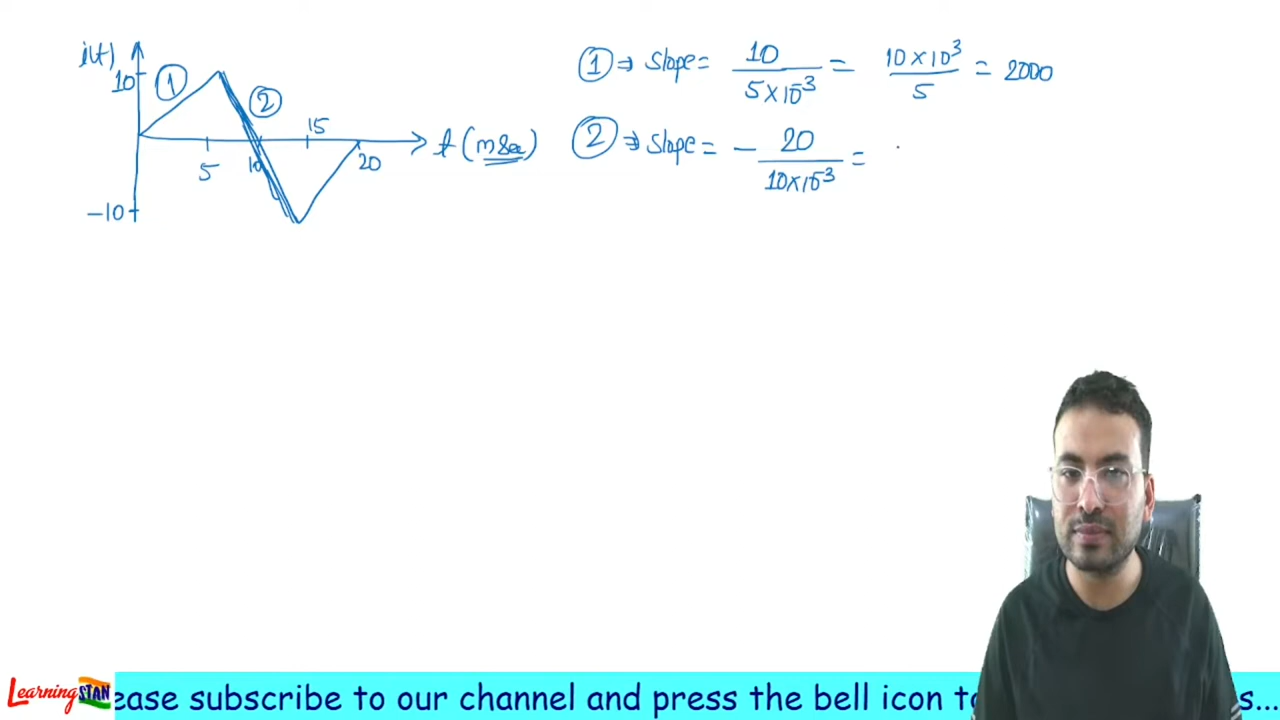 i(t)
10
-10
①
②
5
10
15
20
t (msec)
① ⇒ slope = 10 / 5×10⁻³ = 10×10³ / 5 = 2000
② ⇒ slope = - 20 / 10×10⁻³ =
LearningSTAN
ease subscribe to our channel and press the bell icon to
s...